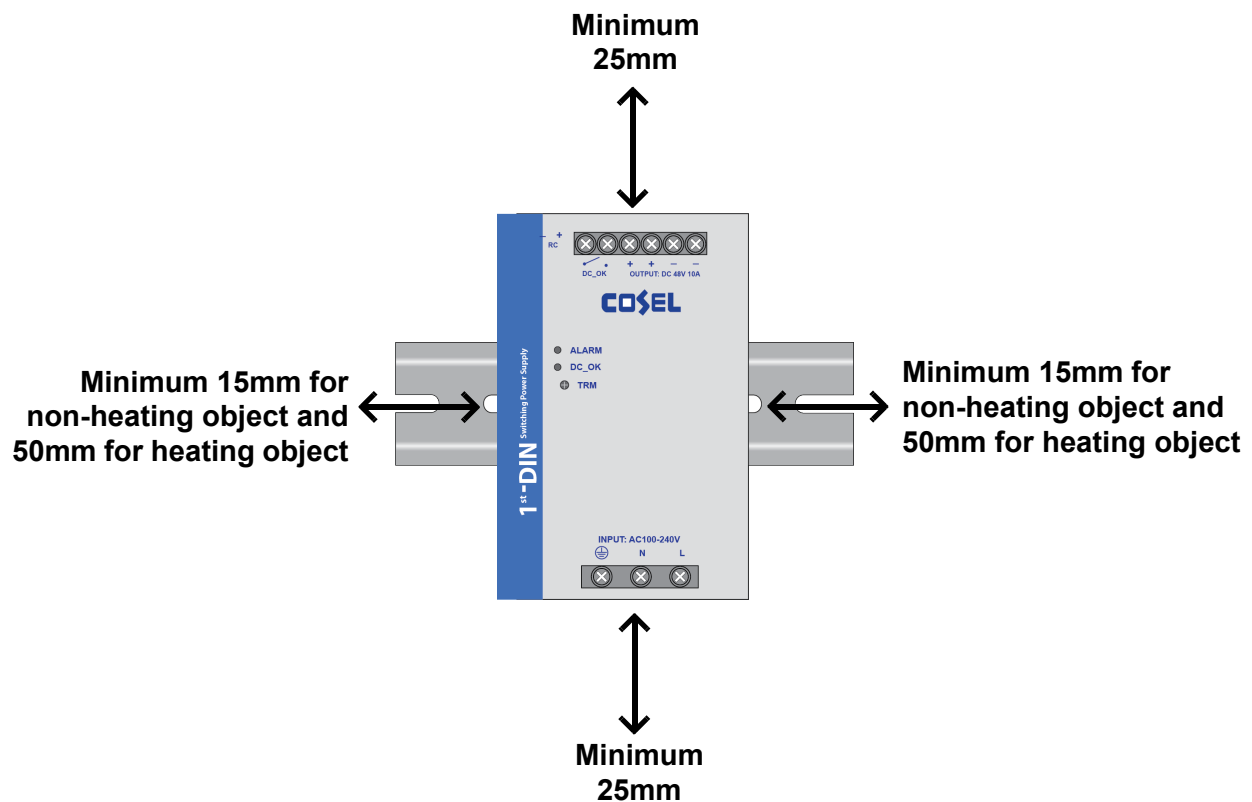 Minimum
25mm
- +
RC
+ + − −
DC_OK OUTPUT: DC 48V 10A
COSEL
ALARM
DC_OK
TRM
Minimum 15mm for
non-heating object and
50mm for heating object
1st-DIN Switching Power Supply
Minimum 15mm for
non-heating object and
50mm for heating object
INPUT: AC100-240V
N L
Minimum
25mm